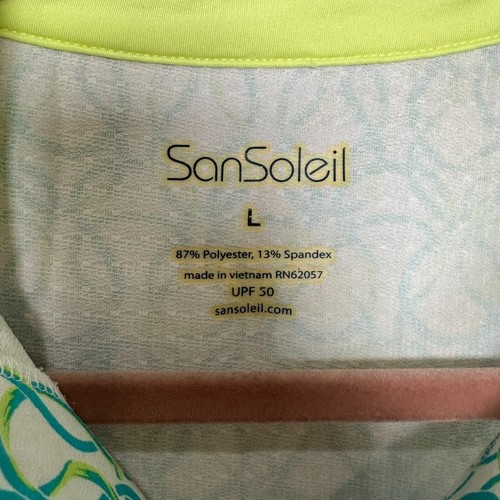 SanSoleil
L
87% Polyester, 13% Spandex
made in vietnam RN62057
UPF 50
sansoleil.com